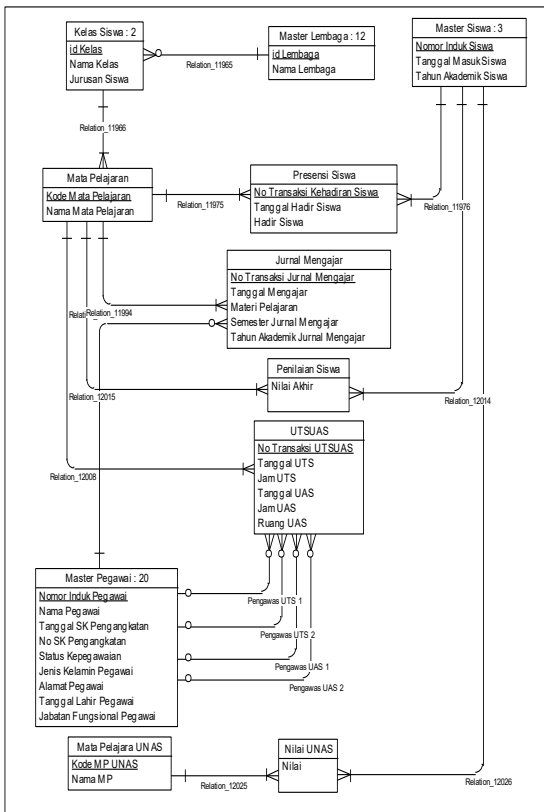 Kelas Siswa : 2
id Kelas
Nama Kelas
Jurusan Siswa
Relation_11965
Master Lembaga : 12
id Lembaga
Nama Lembaga
Master Siswa : 3
Nomor Induk Siswa
Tanggal Masuk Siswa
Tahun Akademik Siswa
Relation_11966
Mata Pelajaran
Kode Mata Pelajaran
Nama Mata Pelajaran
Relation_11975
Presensi Siswa
No Transaksi Kehadiran Siswa
Tanggal Hadir Siswa
Hadir Siswa
Relation_11976
Jurnal Mengajar
No Transaksi Jurnal Mengajar
Tanggal Mengajar
Materi Pelajaran
Semester Jurnal Mengajar
Tahun Akademik Jurnal Mengajar
Relation_11994
Penilaian Siswa
Nilai Akhir
Relation_12015
Relation_12014
UTSUAS
No Transaksi UTSUAS
Tanggal UTS
Jam UTS
Tanggal UAS
Jam UAS
Ruang UAS
Relation_12008
Master Pegawai : 20
Nomor Induk Pegawai
Nama Pegawai
Tanggal SK Pengangkatan
No SK Pengangkatan
Status Kepegawaian
Jenis Kelamin Pegawai
Alamat Pegawai
Tanggal Lahir Pegawai
Jabatan Fungsional Pegawai
Pengawas UTS 1
Pengawas UTS 2
Pengawas UAS 1
Pengawas UAS 2
Mata Pelajara UNAS
Kode MP UNAS
Nama MP
Relation_12025
Nilai UNAS
Nilai
Relation_12026